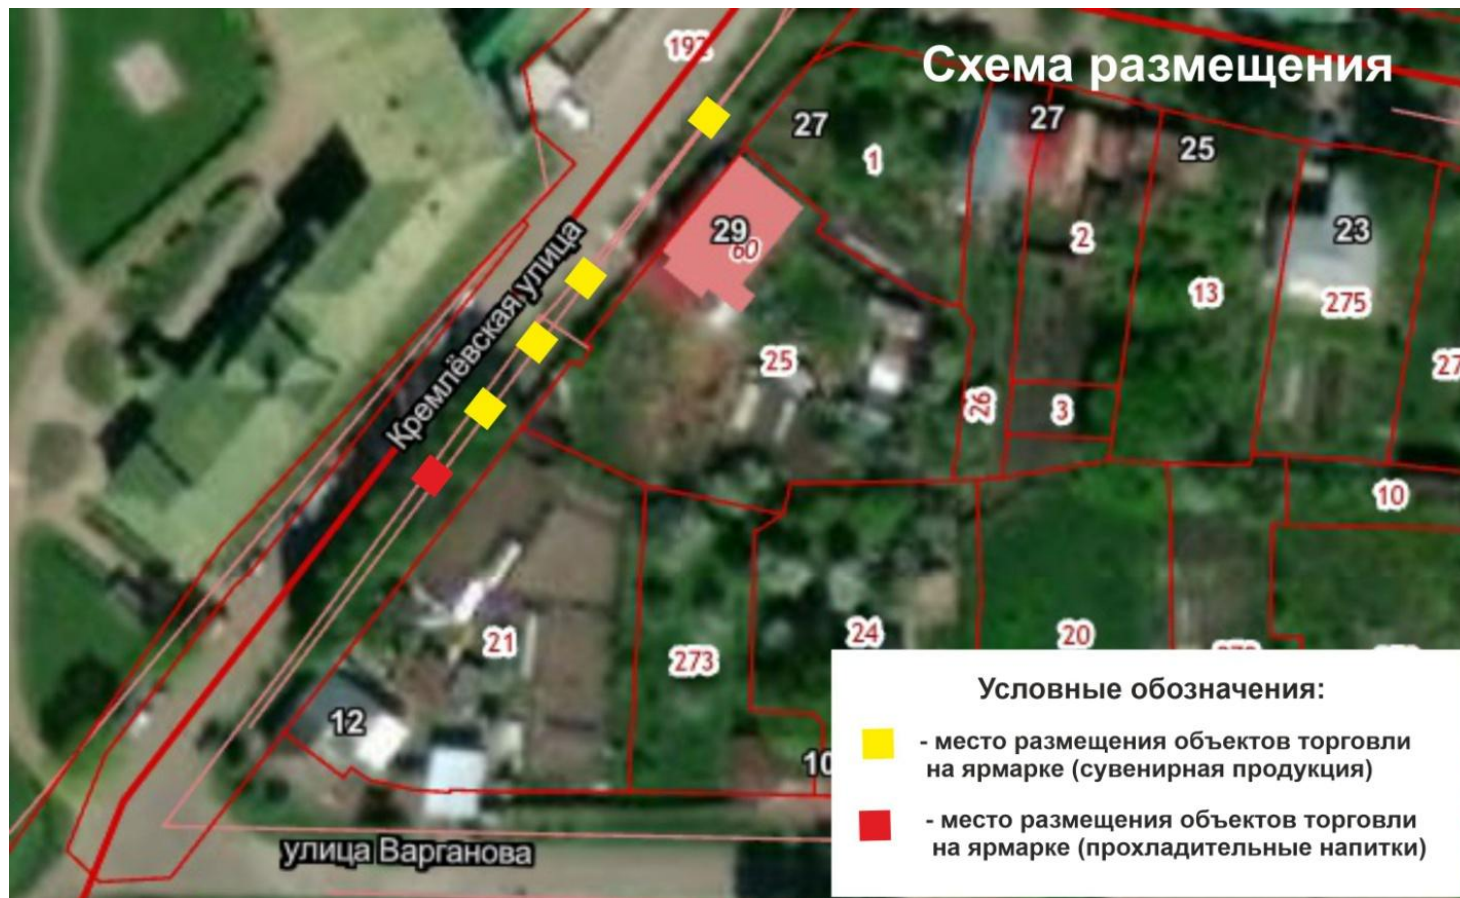 Схема размещения
192
27
1
27
25
2
23
29
60
13
275
Кремлёвская улица
25
26
3
27
10
21
273
24
20
12
10
улица Варганова
Условные обозначения:
- место размещения объектов торговли
на ярмарке (сувенирная продукция)
- место размещения объектов торговли
на ярмарке (прохладительные напитки)